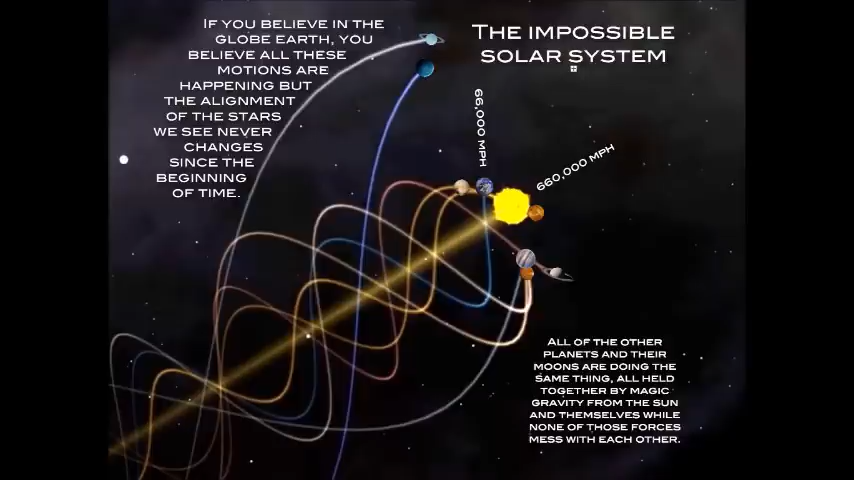 If you believe in the
globe Earth, you
believe all these
motions are
happening but
the alignment
of the stars
we see never
changes
since the
beginning
of time.
The impossible
solar system
66,000 mph
660,000 mph
All of the other
planets and their
moons are doing the
same thing, all held
together by magic
gravity from the sun
and themselves while
none of those forces
mess with each other.